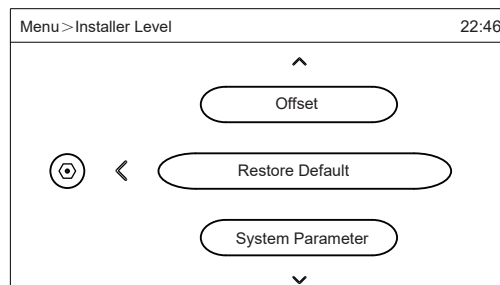 Menu>Installer Level 22:46
Offset
Restore Default
System Parameter